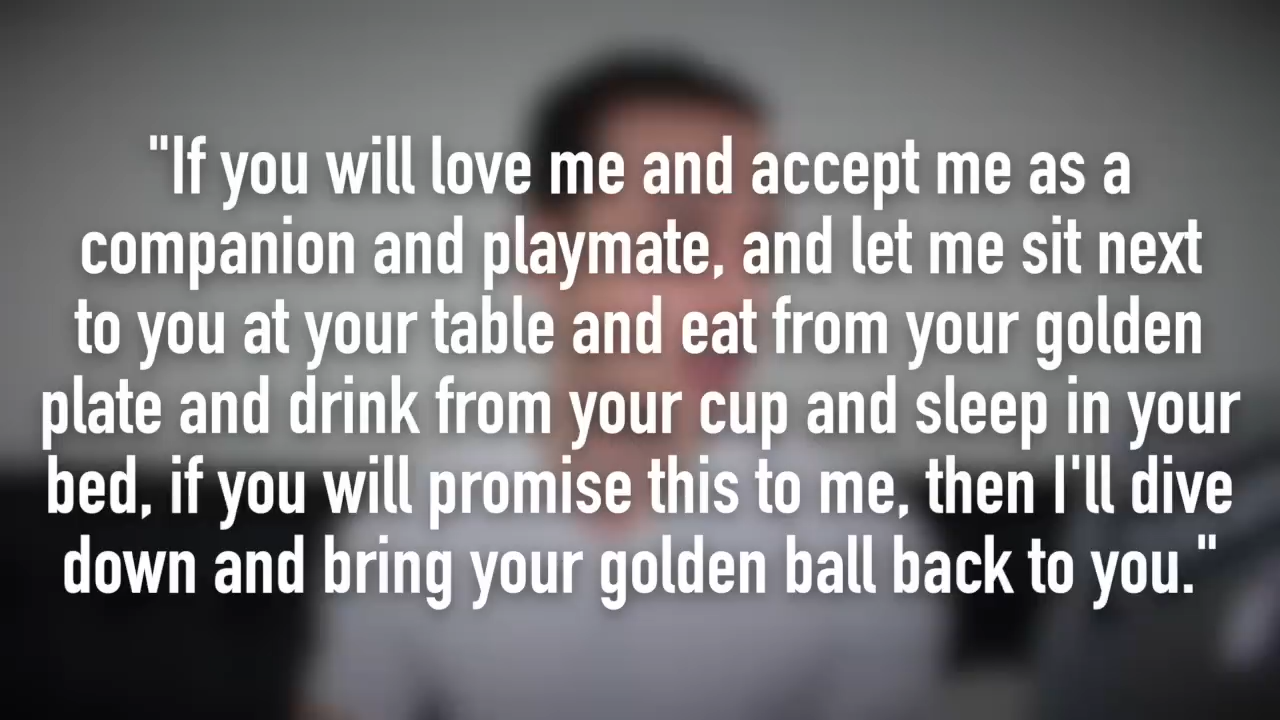 "If you will love me and accept me as a
companion and playmate, and let me sit next
to you at your table and eat from your golden
plate and drink from your cup and sleep in your
bed, if you will promise this to me, then I'll dive
down and bring your golden ball back to you."